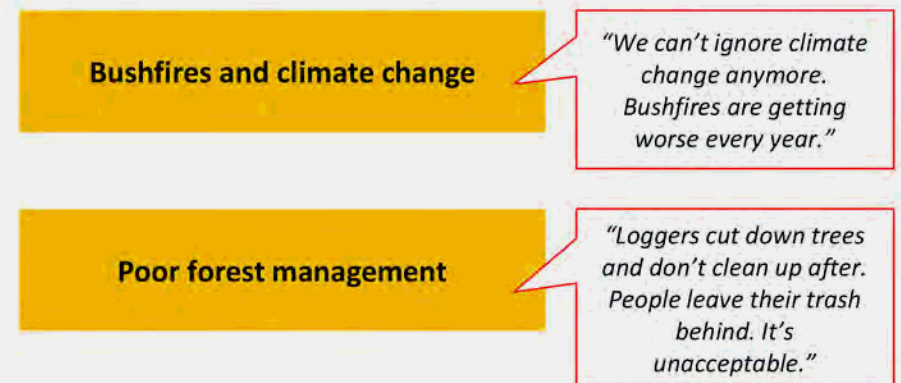 Bushfires and climate change
“We can’t ignore climate
change anymore.
Bushfires are getting
worse every year.”
Poor forest management
“Loggers cut down trees
and don’t clean up after.
People leave their trash
behind. It’s
unacceptable.”